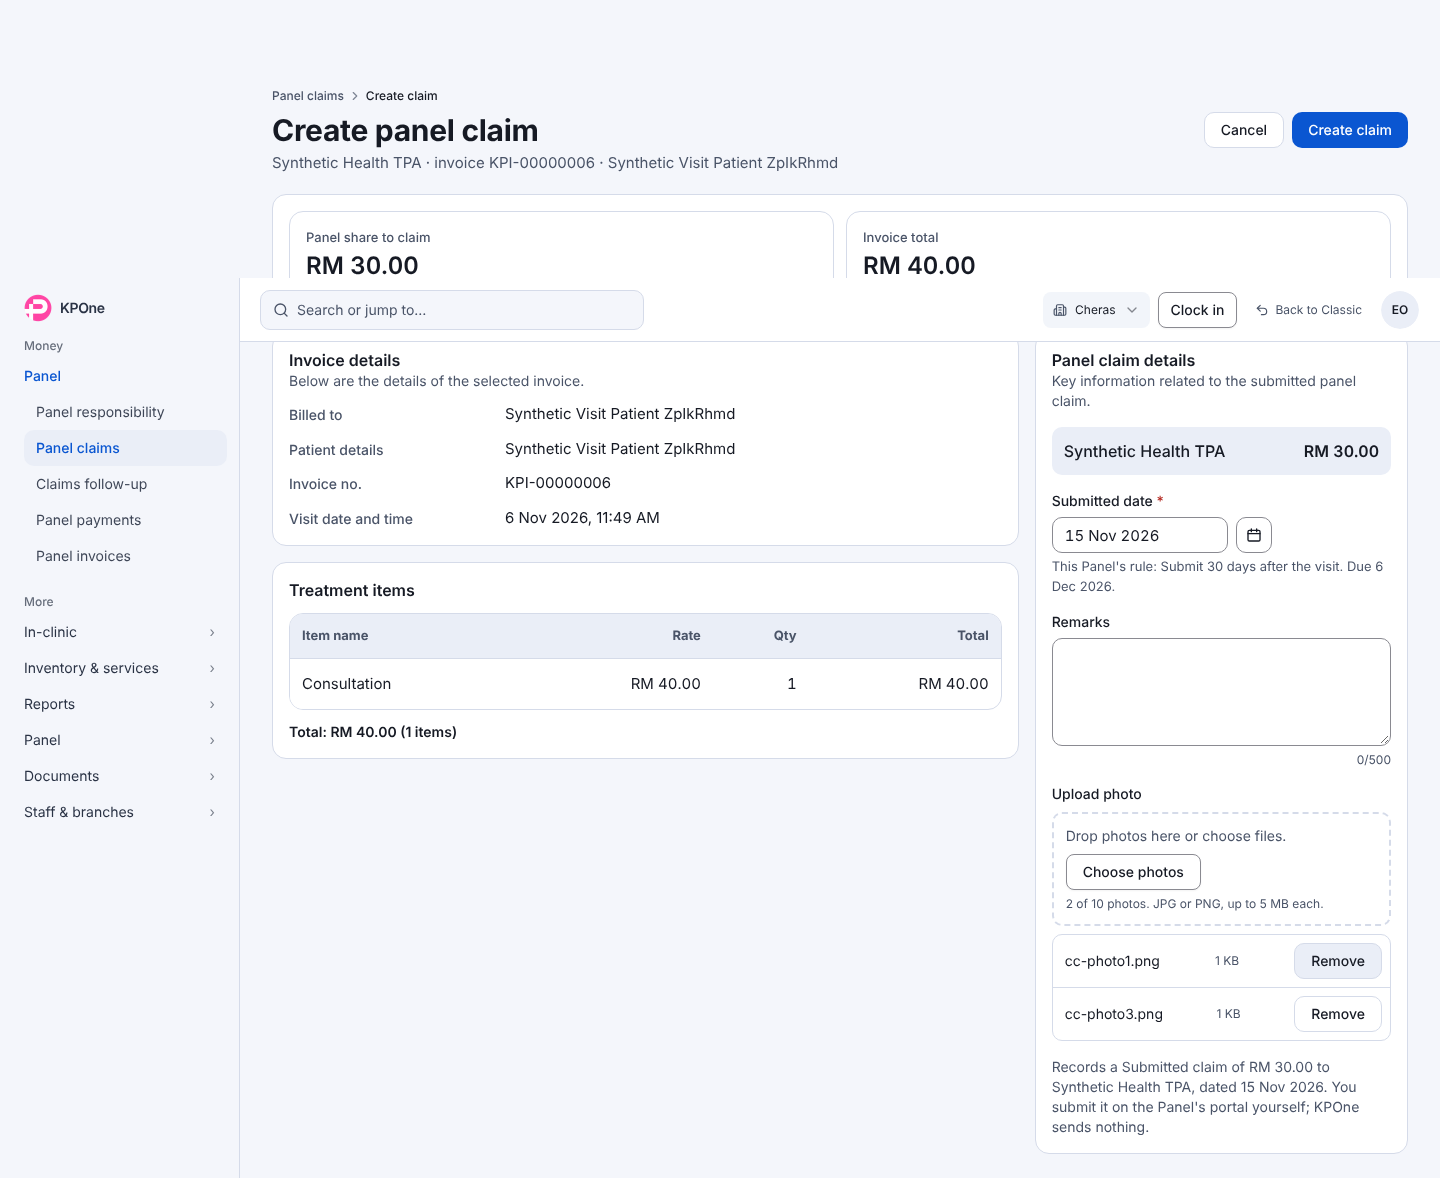 Panel claims > Create claim
Create panel claim
Cancel
Create claim
Synthetic Health TPA · invoice KPI-00000006 · Synthetic Visit Patient ZplkRhmd
Panel share to claim
RM 30.00
Invoice total
RM 40.00
KPOne
Search or jump to...
Cheras
Clock in
Back to Classic
EO
Money
Panel
Panel responsibility
Panel claims
Claims follow-up
Panel payments
Panel invoices
More
In-clinic
Inventory & services
Reports
Panel
Documents
Staff & branches
Invoice details
Below are the details of the selected invoice.
Billed to
Synthetic Visit Patient ZplkRhmd
Patient details
Synthetic Visit Patient ZplkRhmd
Invoice no.
KPI-00000006
Visit date and time
6 Nov 2026, 11:49 AM
Treatment items
Item name Rate Qty Total
Consultation RM 40.00 1 RM 40.00
Total: RM 40.00 (1 items)
Panel claim details
Key information related to the submitted panel
claim.
Synthetic Health TPA RM 30.00
Submitted date *
15 Nov 2026
This Panel's rule: Submit 30 days after the visit. Due 6
Dec 2026.
Remarks
0/500
Upload photo
Drop photos here or choose files.
Choose photos
2 of 10 photos. JPG or PNG, up to 5 MB each.
cc-photo1.png 1 KB Remove
cc-photo3.png 1 KB Remove
Records a Submitted claim of RM 30.00 to
Synthetic Health TPA, dated 15 Nov 2026. You
submit it on the Panel's portal yourself; KPOne
sends nothing.